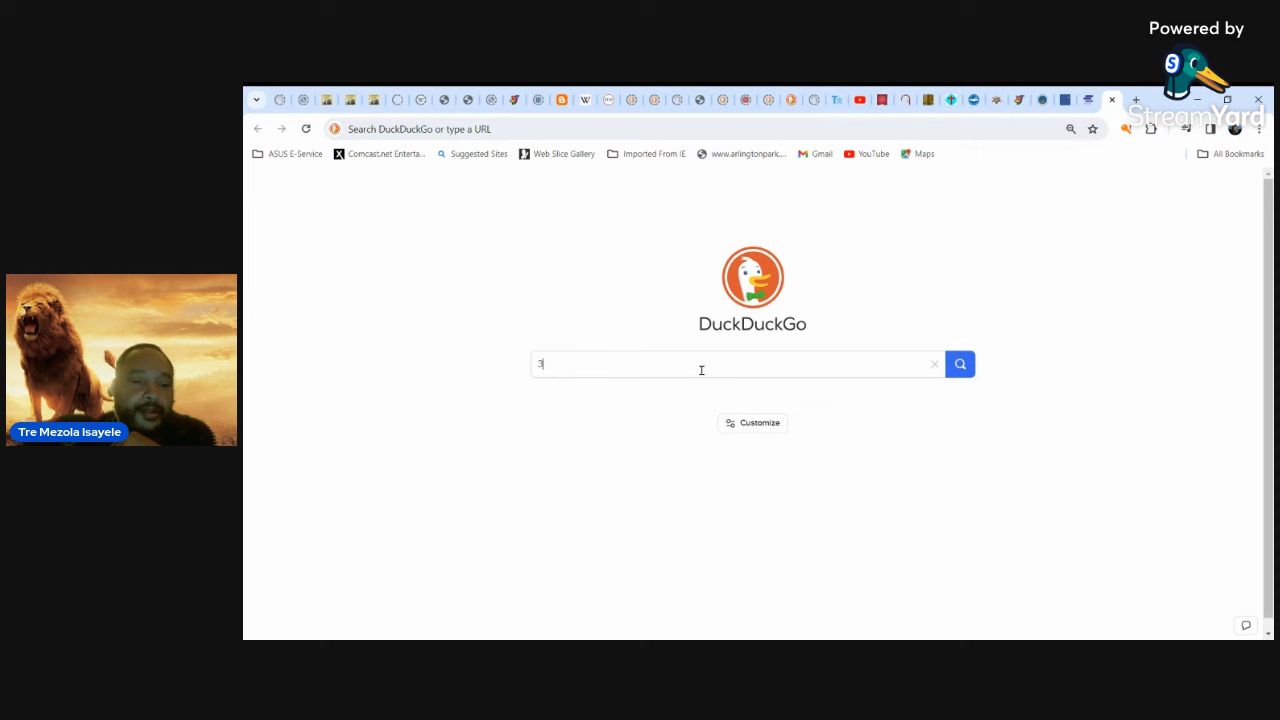 Powered by
S
StreamYard
Search DuckDuckGo or type a URL
ASUS E-Service
Comcast.net Enterta...
Suggested Sites
Web Slice Gallery
Imported From IE
www.arlingtonpark....
Gmail
YouTube
Maps
All Bookmarks
DuckDuckGo
3
Customize
Tre Mezola Isayele